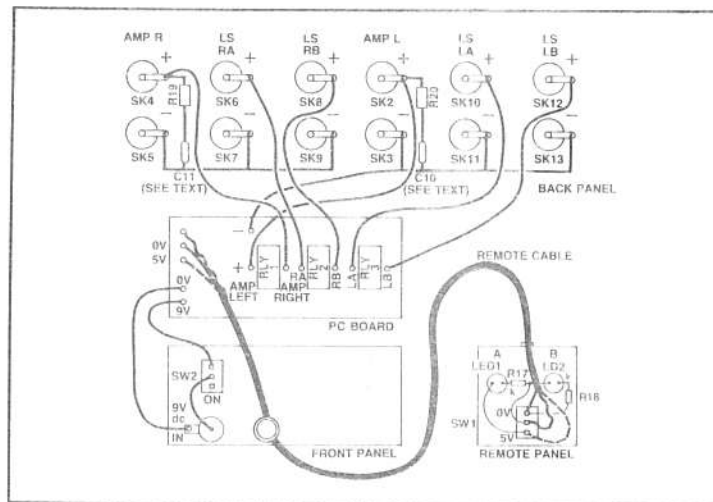 AMP R
LS
RA
LS
RB
AMP L
LS
LA
LS
LB
+
+
+
+
+
+
SK4
R19
SK6
SK8
SK2
R20
SK10
SK12
−
−
−
−
−
−
SK5
SK7
SK9
SK3
SK11
SK13
C11
(SEE TEXT)
C10
(SEE TEXT)
BACK PANEL
−
0V
5V
0V
9V
+
AMP
LEFT
RLY
1
RA
AMP
RIGHT
RLY
2
RB
LA
RLY
3
LB
PC BOARD
REMOTE CABLE
SW2
ON
9V
dc
IN
FRONT PANEL
A
LED1
R17
k
B
LD2
k
R18
0V
SW1
5V
REMOTE PANEL